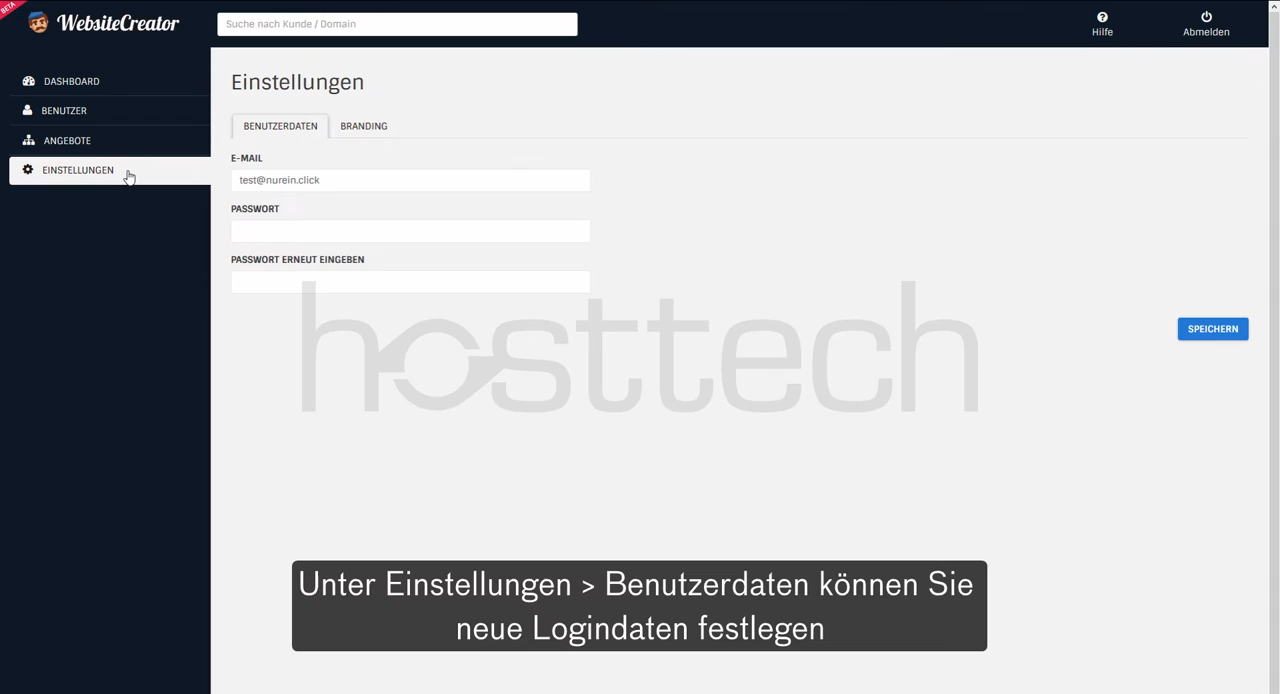 BETA
WebsiteCreator
Suche nach Kunde / Domain
Hilfe
Abmelden
DASHBOARD
BENUTZER
ANGEBOTE
EINSTELLUNGEN
Einstellungen
BENUTZERDATEN
BRANDING
E-MAIL
test@nurein.click
PASSWORT
PASSWORT ERNEUT EINGEBEN
SPEICHERN
hosttech
Unter Einstellungen > Benutzerdaten können Sie
neue Logindaten festlegen